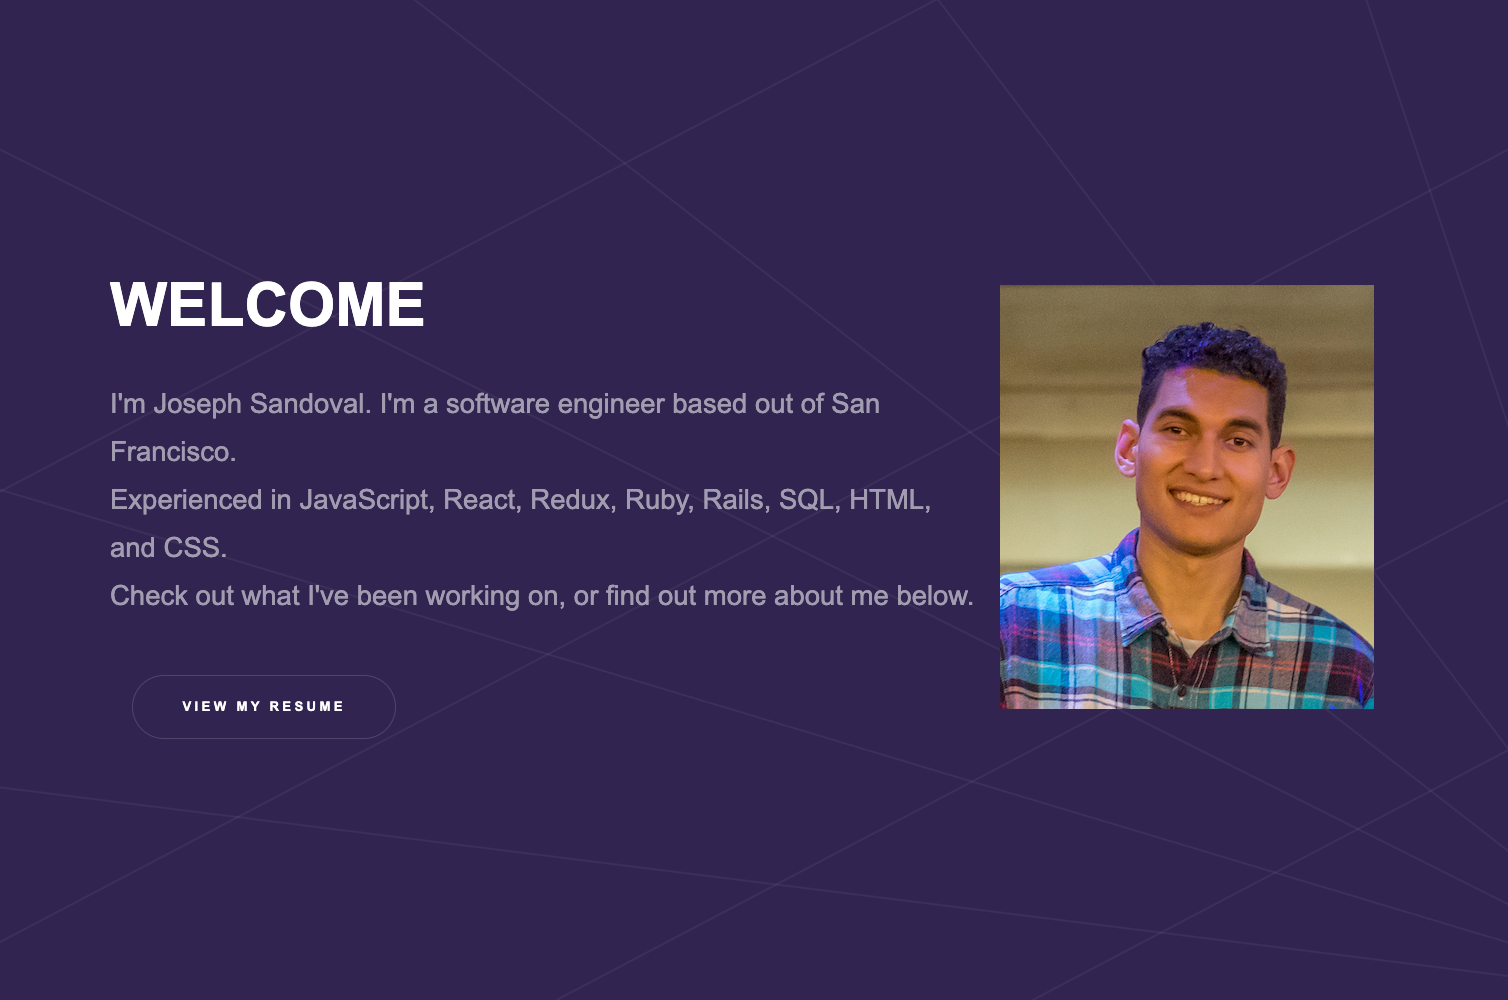 WELCOME
I'm Joseph Sandoval. I'm a software engineer based out of San
Francisco.
Experienced in JavaScript, React, Redux, Ruby, Rails, SQL, HTML,
and CSS.
Check out what I've been working on, or find out more about me below.
VIEW MY RESUME